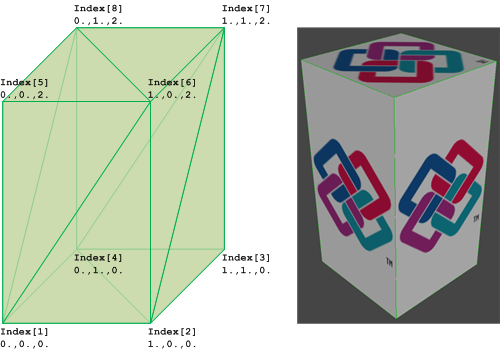 Index[8]
0.,1.,2.
Index[7]
1.,1.,2.
Index[5]
0.,0.,2.
Index[6]
1.,0.,2.
Index[4]
0.,1.,0.
Index[3]
1.,1.,0.
Index[1]
0.,0.,0.
Index[2]
1.,0.,0.
TM
TM